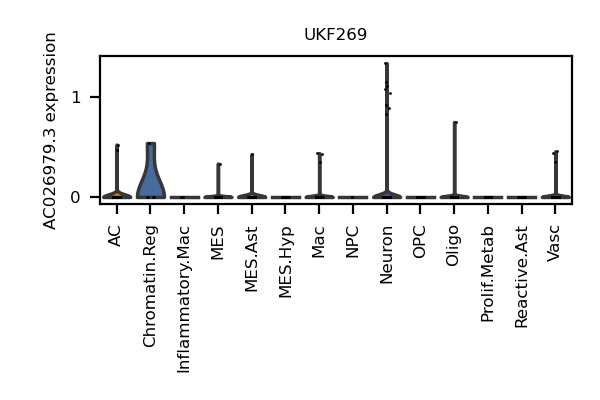 UKF269
AC026979.3 expression
1
0
AC
Chromatin.Reg
Inflammatory.Mac
MES
MES.Ast
MES.Hyp
Mac
NPC
Neuron
OPC
Oligo
Prolif.Metab
Reactive.Ast
Vasc